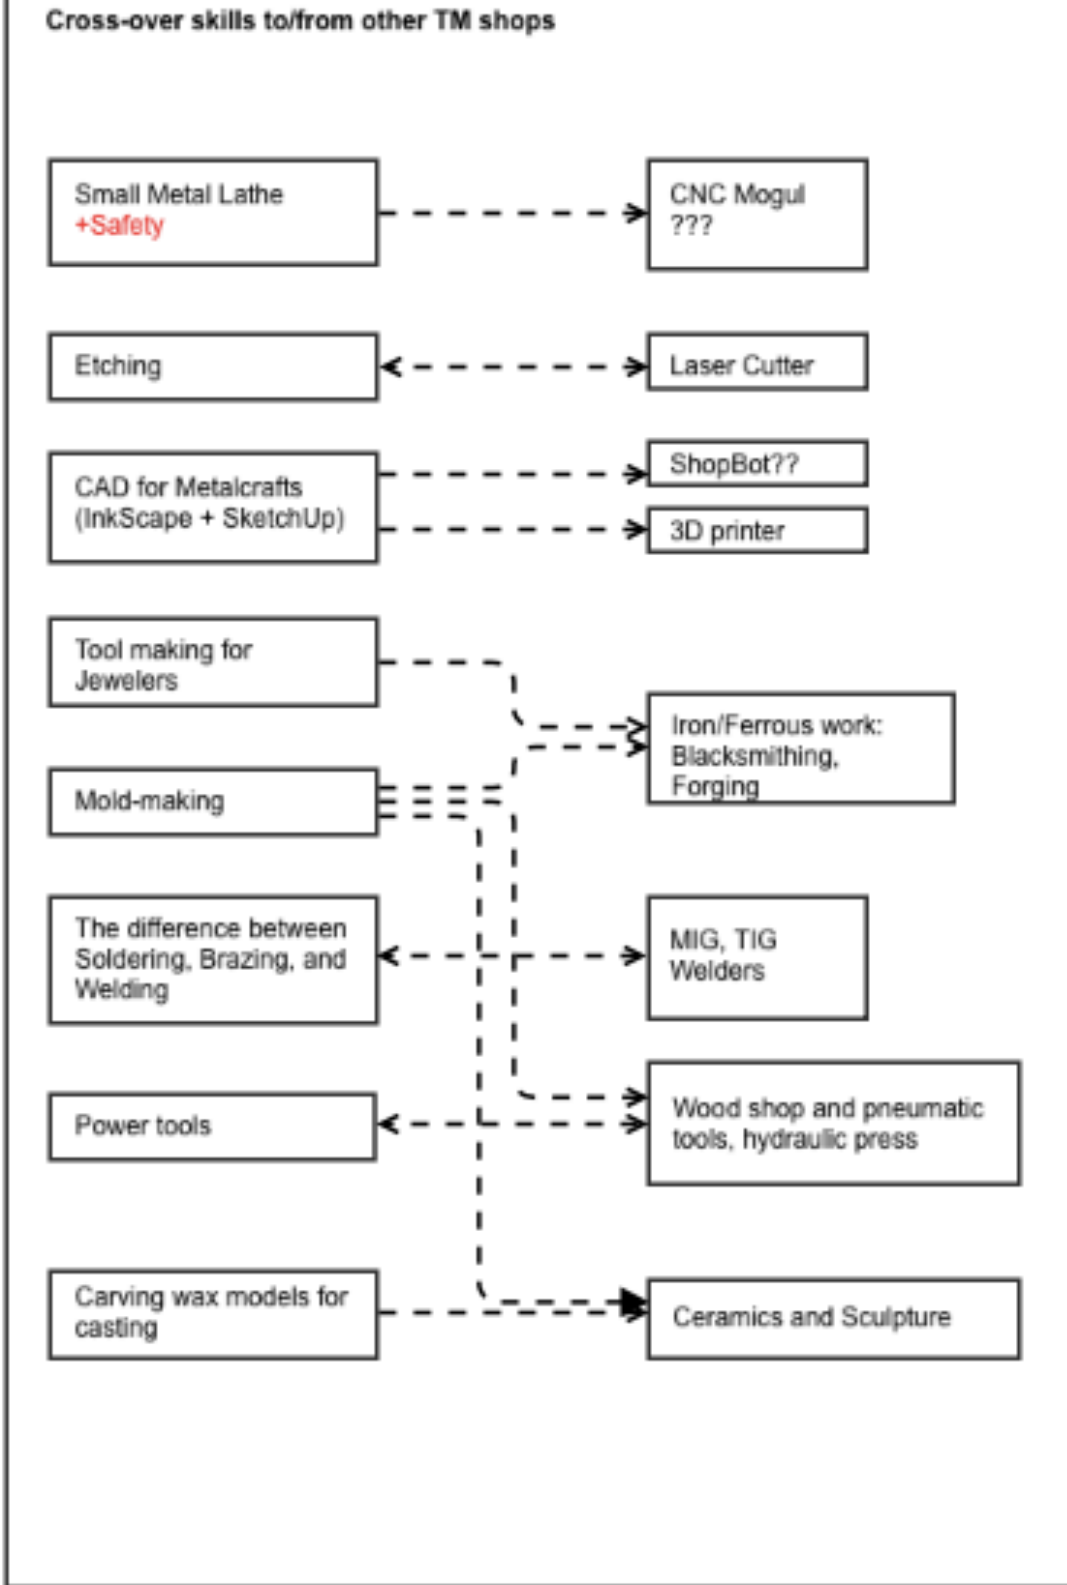 Cross-over skills to/from other TM shops
Small Metal Lathe
+Safety
CNC Mogul
???
Etching
Laser Cutter
CAD for Metalcrafts
(InkScape + SketchUp)
ShopBot??
3D printer
Tool making for
Jewelers
Iron/Ferrous work:
Blacksmithing,
Forging
Mold-making
The difference between
Soldering, Brazing, and
Welding
MIG, TIG
Welders
Power tools
Wood shop and pneumatic
tools, hydraulic press
Carving wax models for
casting
Ceramics and Sculpture